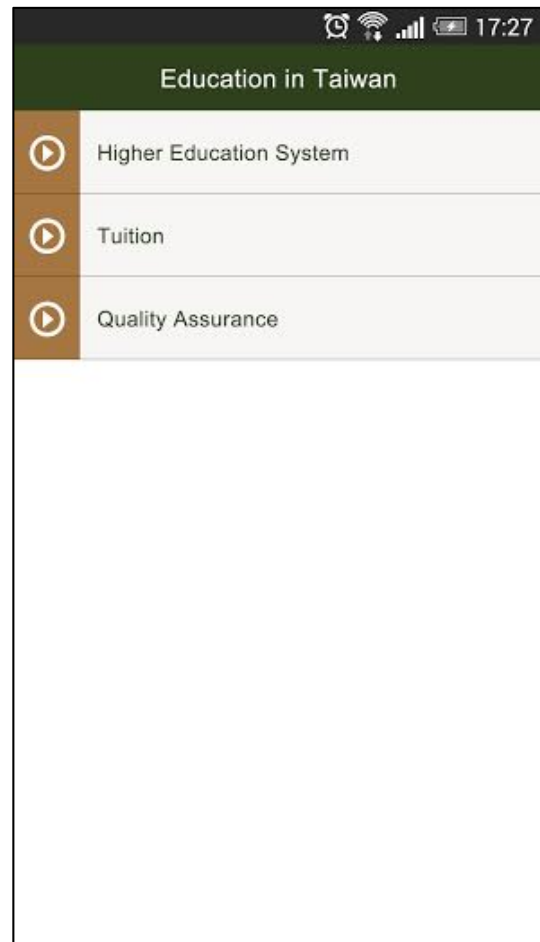 17:27
Education in Taiwan
Higher Education System
Tuition
Quality Assurance